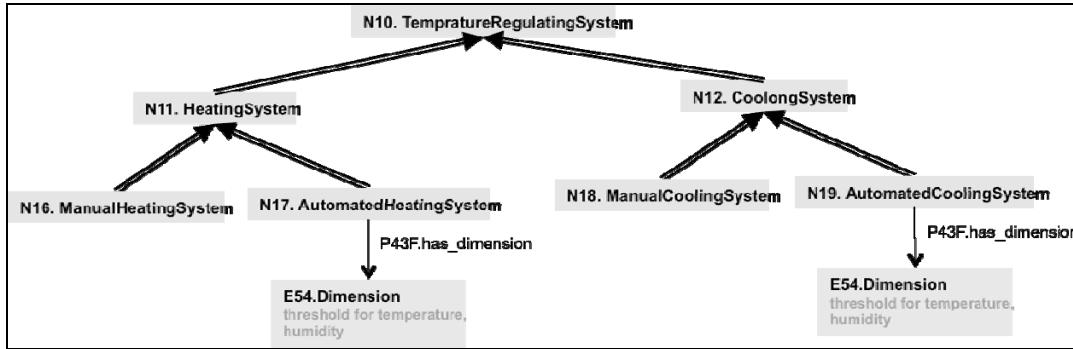 N10. TempratureRegulatingSystem
N11. HeatingSystem
N12. CoolongSystem
N16. ManualHeatingSystem
N17. AutomatedHeatingSystem
N18. ManualCoolingSystem
N19. AutomatedCoolingSystem
P43F.has_dimension
P43F.has_dimension
E54.Dimension
threshold for temperature,
humidity
E54.Dimension
threshold for temperature,
humidity